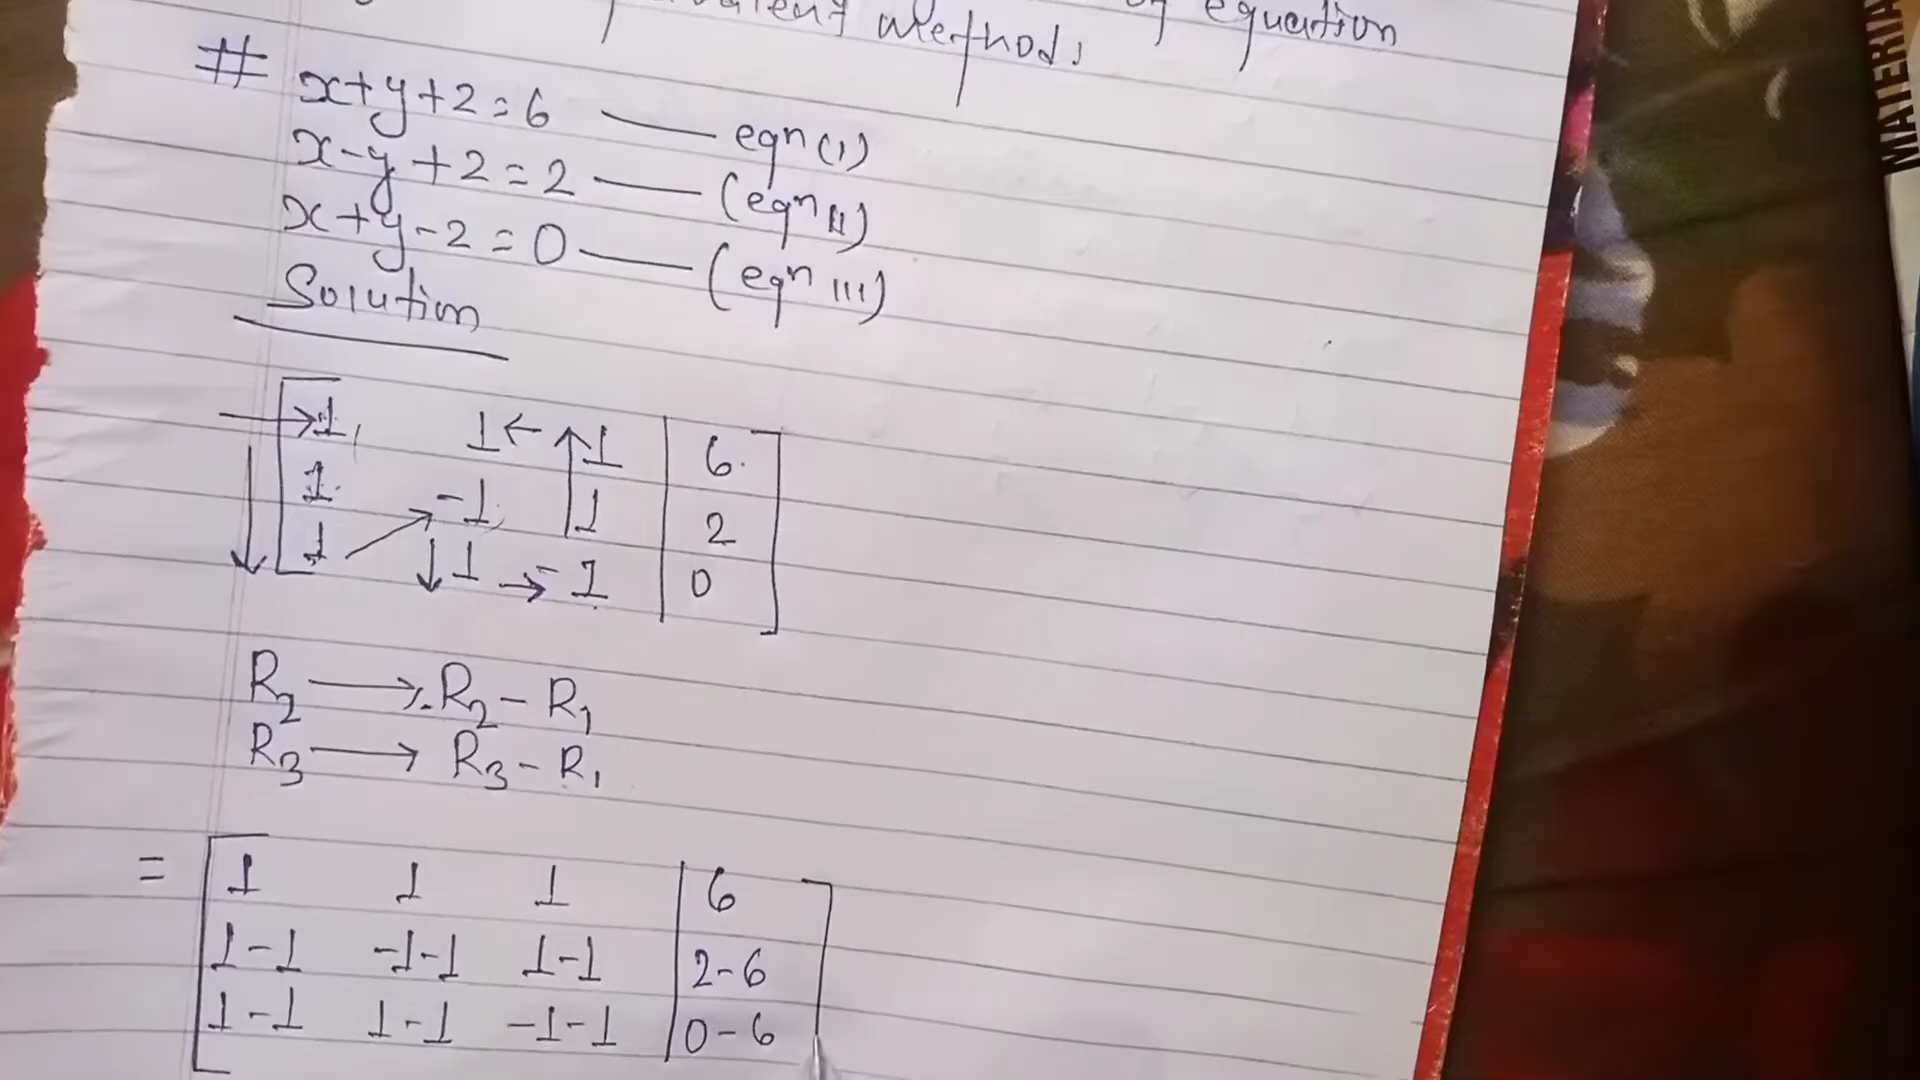 of equation
Method,
# x+y+z=6 —— eqn(1)
x-y+z=2 —— (eqn II)
x+y-z=0 —— (eqn III)
Solution
→1, 1← ↑1 | 6.
1. -1, 1 | 2
↓ 1 ↗ ↓1 → -1 | 0
R₂ → R₂ - R₁
R₃ → R₃ - R₁
= 1 1 1 | 6
1-1 -1-1 1-1 | 2-6
1-1 1-1 -1-1 | 0-6
MATERIA